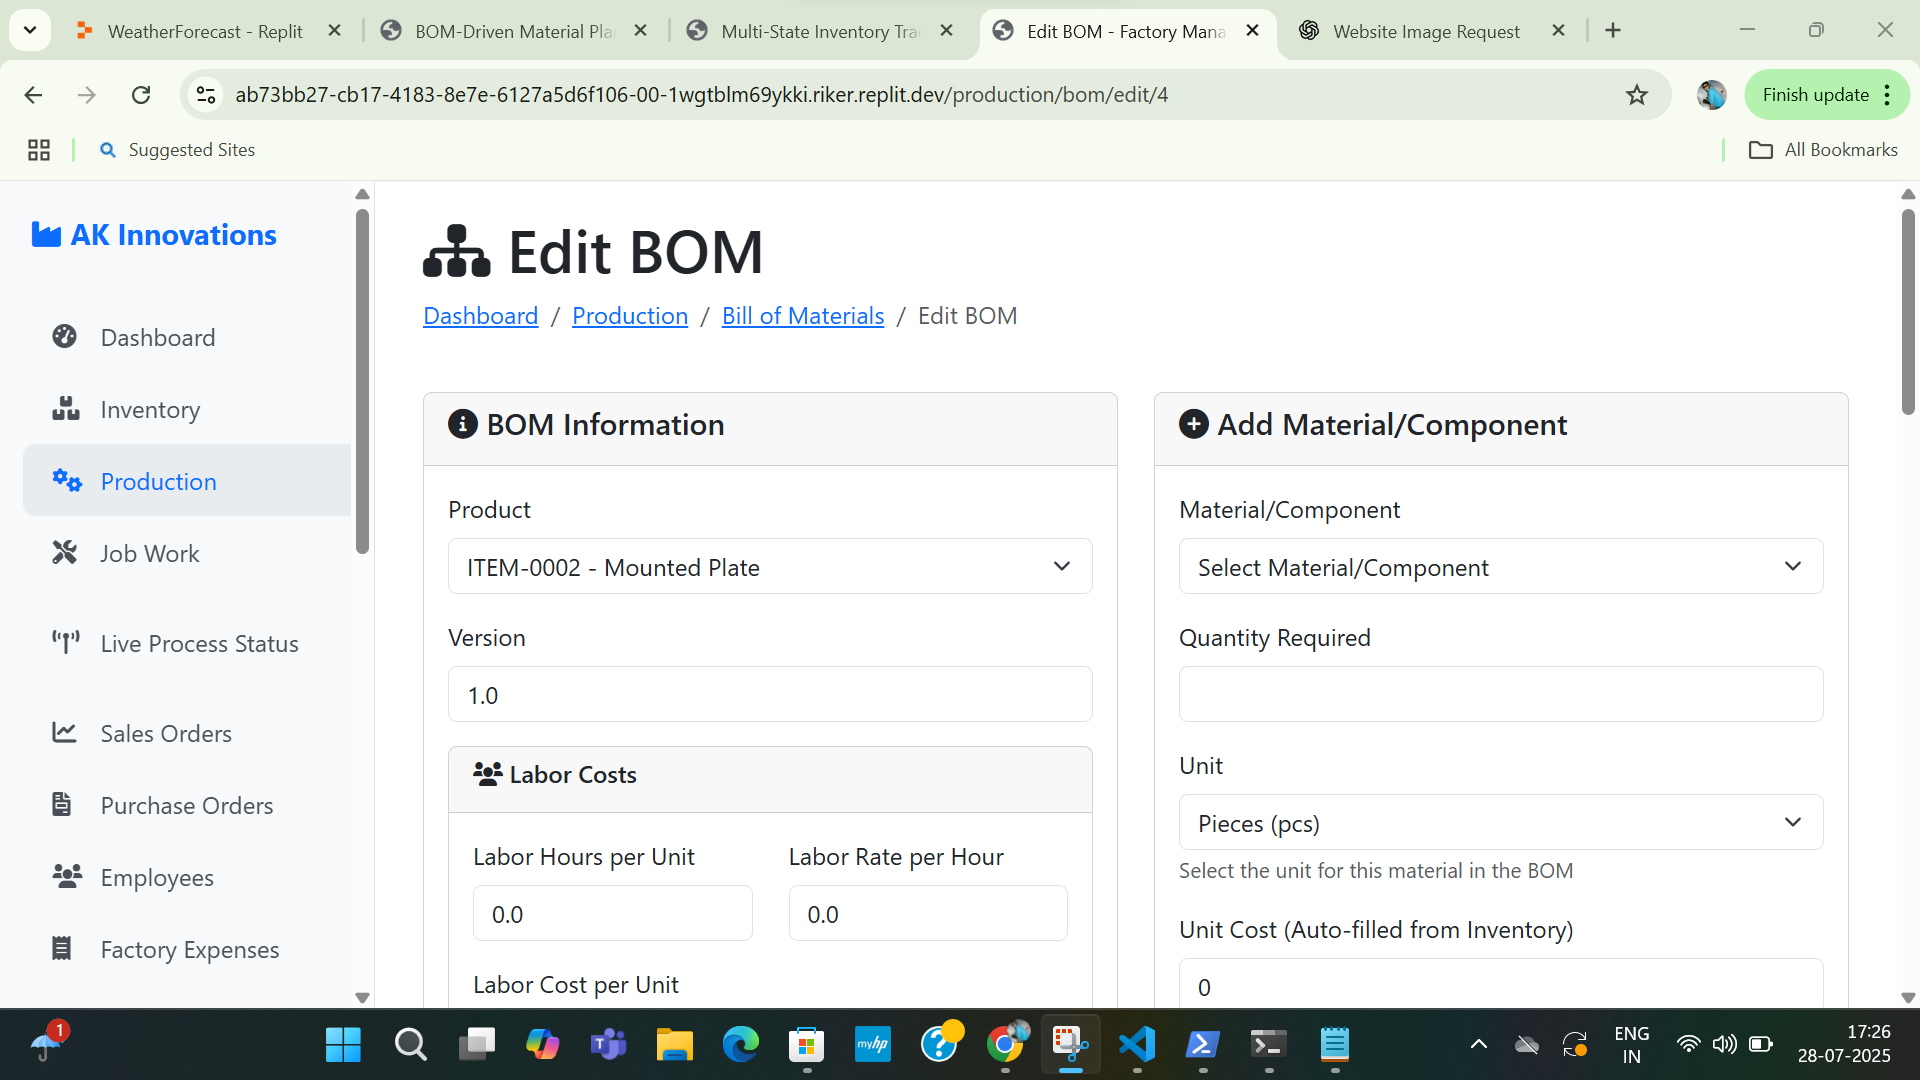 WeatherForecast - Replit
BOM-Driven Material Pla
Multi-State Inventory Tra
Edit BOM - Factory Mana
Website Image Request
ab73bb27-cb17-4183-8e7e-6127a5d6f106-00-1wgtblm69ykki.riker.replit.dev/production/bom/edit/4
Finish update
Suggested Sites
All Bookmarks
AK Innovations
Dashboard
Inventory
Production
Job Work
Live Process Status
Sales Orders
Purchase Orders
Employees
Factory Expenses
Edit BOM
Dashboard / Production / Bill of Materials / Edit BOM
BOM Information
Product
ITEM-0002 - Mounted Plate
Version
1.0
Labor Costs
Labor Hours per Unit
Labor Rate per Hour
0.0
0.0
Labor Cost per Unit
Add Material/Component
Material/Component
Select Material/Component
Quantity Required
Unit
Pieces (pcs)
Select the unit for this material in the BOM
Unit Cost (Auto-filled from Inventory)
0
1
myhp
ENG
IN
17:26
28-07-2025